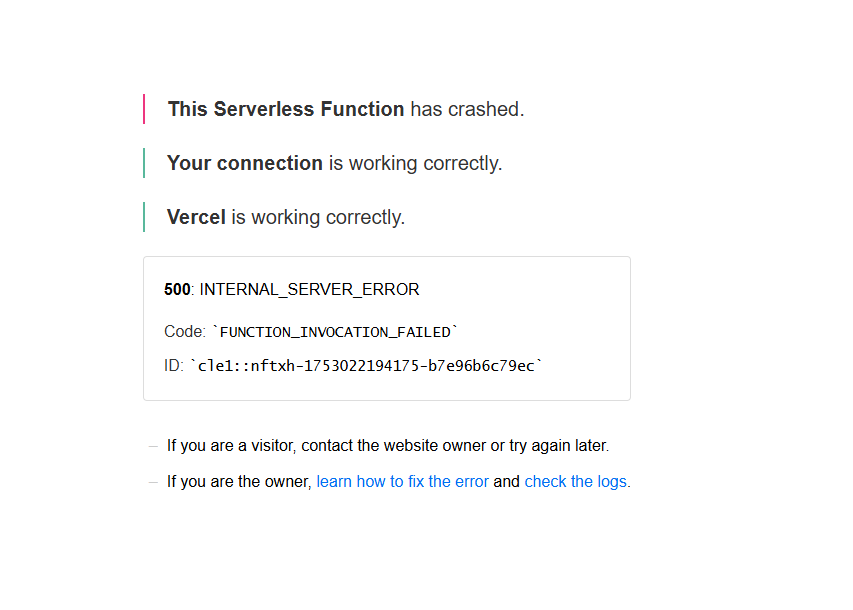 This Serverless Function has crashed.
Your connection is working correctly.
Vercel is working correctly.
500: INTERNAL_SERVER_ERROR
Code: `FUNCTION_INVOCATION_FAILED`
ID: `cle1::nftxh-1753022194175-b7e96b6c79ec`
– If you are a visitor, contact the website owner or try again later.
– If you are the owner, learn how to fix the error and check the logs.